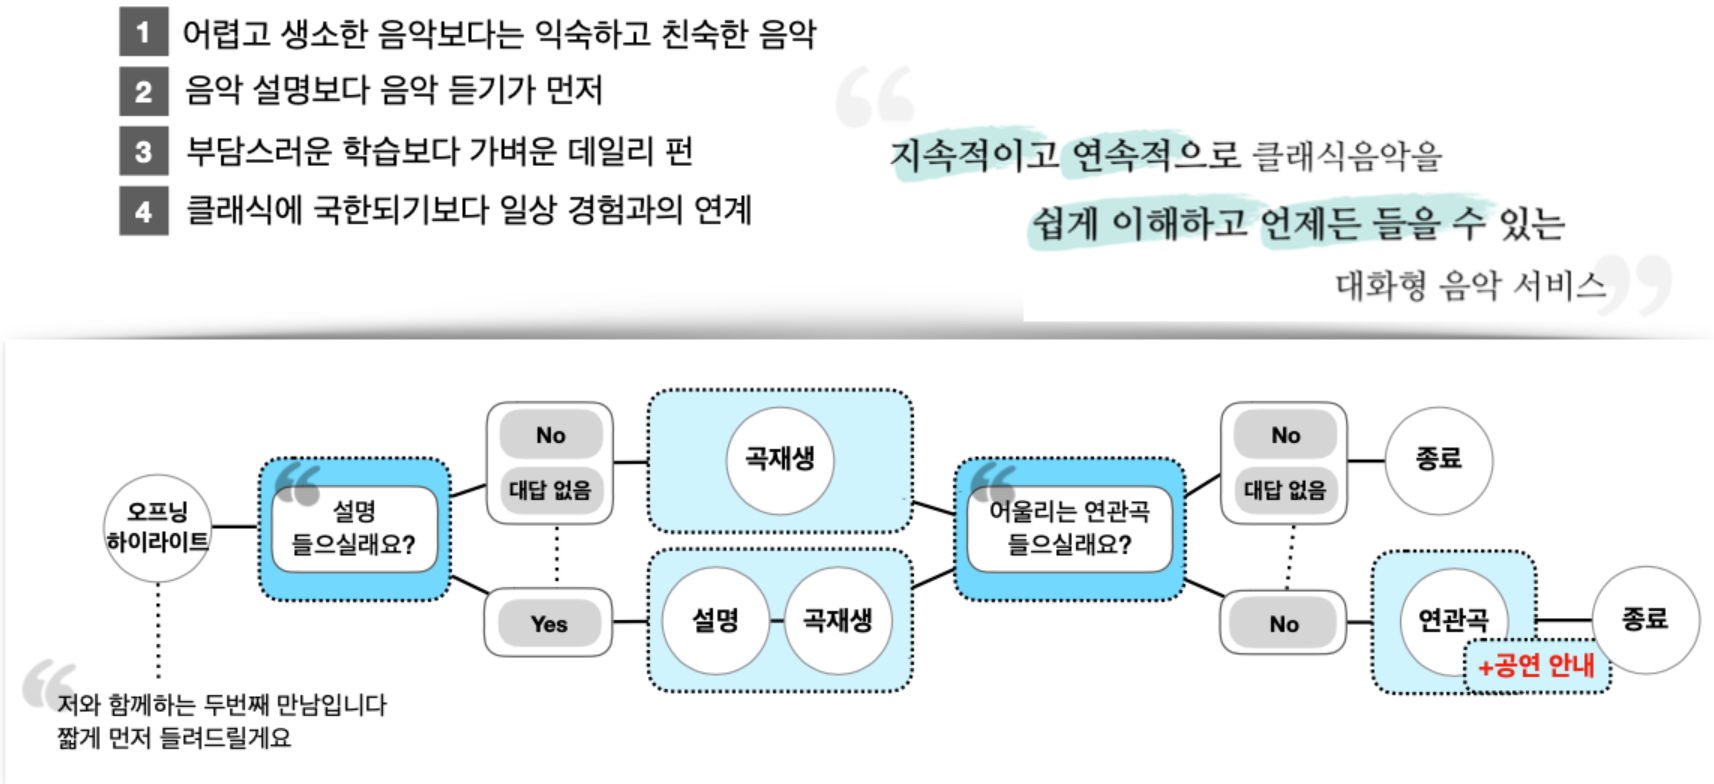 1 어렵고 생소한 음악보다는 익숙하고 친숙한 음악
2 음악 설명보다 음악 듣기가 먼저
3 부담스러운 학습보다 가벼운 데일리 펀
4 클래식에 국한되기보다 일상 경험과의 연계
“
지속적이고 연속적으로 클래식음악을
쉽게 이해하고 언제든 들을 수 있는
대화형 음악 서비스
”
오프닝
하이라이트
“
저와 함께하는 두번째 만남입니다
짧게 먼저 들려드릴게요
“
설명
들으실래요?
No
대답 없음
Yes
곡재생
설명
곡재생
“
어울리는 연관곡
들으실래요?
No
대답 없음
종료
No
연관곡
+공연 안내
종료